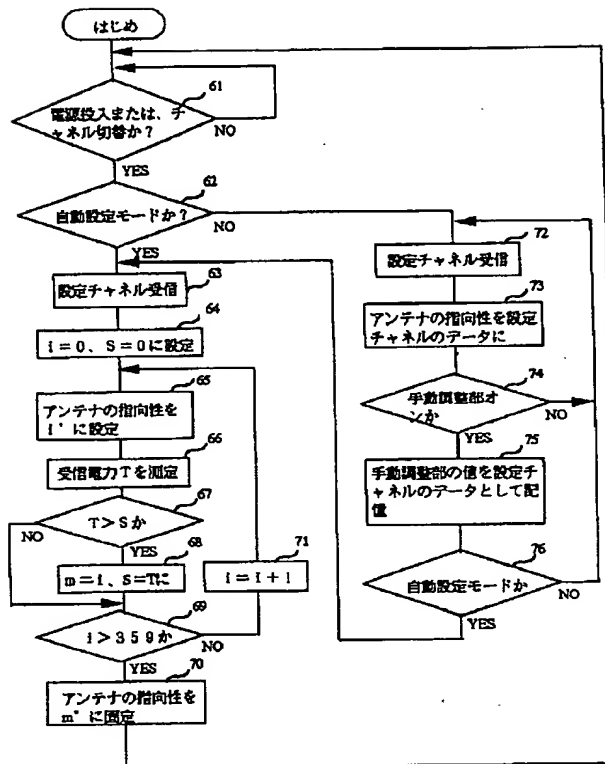 はじめ
61
電源投入または、チ
ャネル切替か?
NO
YES
62
自動設定モードか?
NO
YES
63
設定チャネル受信
64
i=0、S=0に設定
65
アンテナの指向性を
i°に設定
66
受信電力Tを測定
67
T>Sか
NO
YES
68
m=i、S=Tに
71
i=i+1
69
i>359か
NO
YES
70
アンテナの指向性を
m°に固定
72
設定チャネル受信
73
アンテナの指向性を設定
チャネルのデータに
74
手動調整部オ
ンか
NO
YES
75
手動調整部の値を設定チ
ャネルのデータとして記
憶
76
自動設定モードか
NO
YES